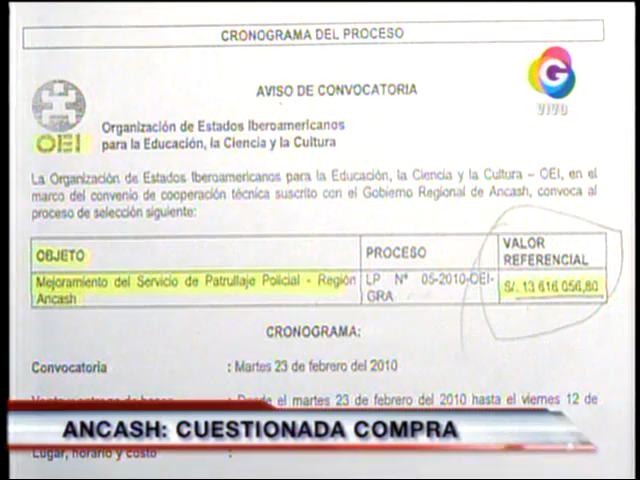 CRONOGRAMA DEL PROCESO
AVISO DE CONVOCATORIA
G
VIVO
OEI
Organización de Estados Iberoamericanos
para la Educación, la Ciencia y la Cultura
La Organización de Estados Iberoamericanos para la Educación, la Ciencia y la Cultura – OEI, en el
marco del convenio de cooperación técnica suscrito con el Gobierno Regional de Ancash, convoca al
proceso de selección siguiente:
OBJETO PROCESO VALOR REFERENCIAL
Mejoramiento del Servicio de Patrullaje Policial - Región Ancash LP Nº 05-2010-OEI-GRA S/. 13 616 056,80
CRONOGRAMA:
Convocatoria : Martes 23 de febrero del 2010
el martes 23 de febrero del 2010 hasta el viernes 12 de
ANCASH: CUESTIONADA COMPRA
Lugar, horario y costo :